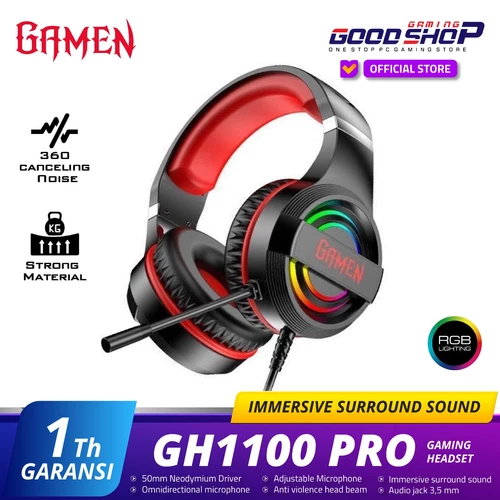 GAMEN
GAMING
GOODSHOP
ONE STOP PC GAMING STORE
OFFICIAL STORE
360
CANCELING
NOISE
KG
STRONG
MATERIAL
GAMEN
RGB
LIGHTING
IMMERSIVE SURROUND SOUND
1Th
GARANSI
GH1100 PRO
GAMING
HEADSET
• 50mm Neodymium Driver
• Omnidirectional microphone
• Adjustable Microphone
• Anti violence head beam
• Immersive surround sound
• Audio jack 3,5 mm